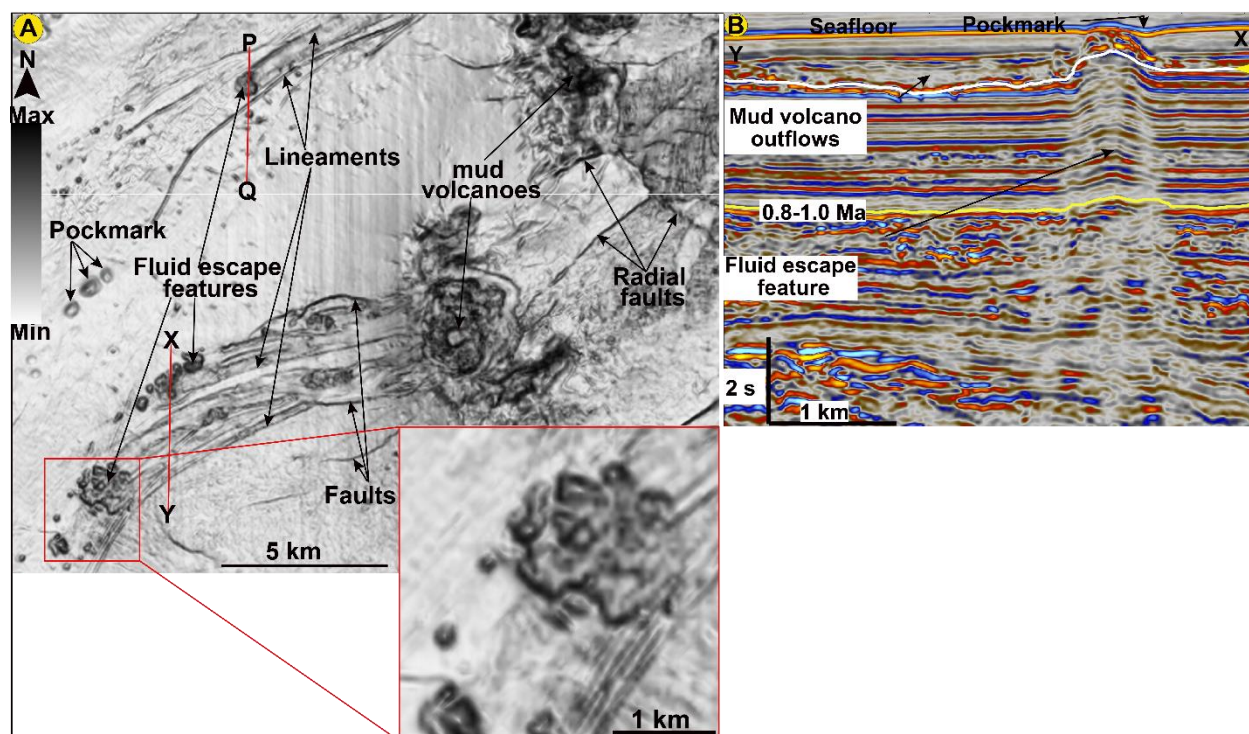 A
N
Max
Min
P
Q
Lineaments
mud
volcanoes
Pockmark
Fluid escape
features
Radial
faults
X
Y
Faults
5 km
1 km
B
Seafloor
Pockmark
Y
X
Mud volcano
outflows
0.8-1.0 Ma
Fluid escape
feature
2 s
1 km